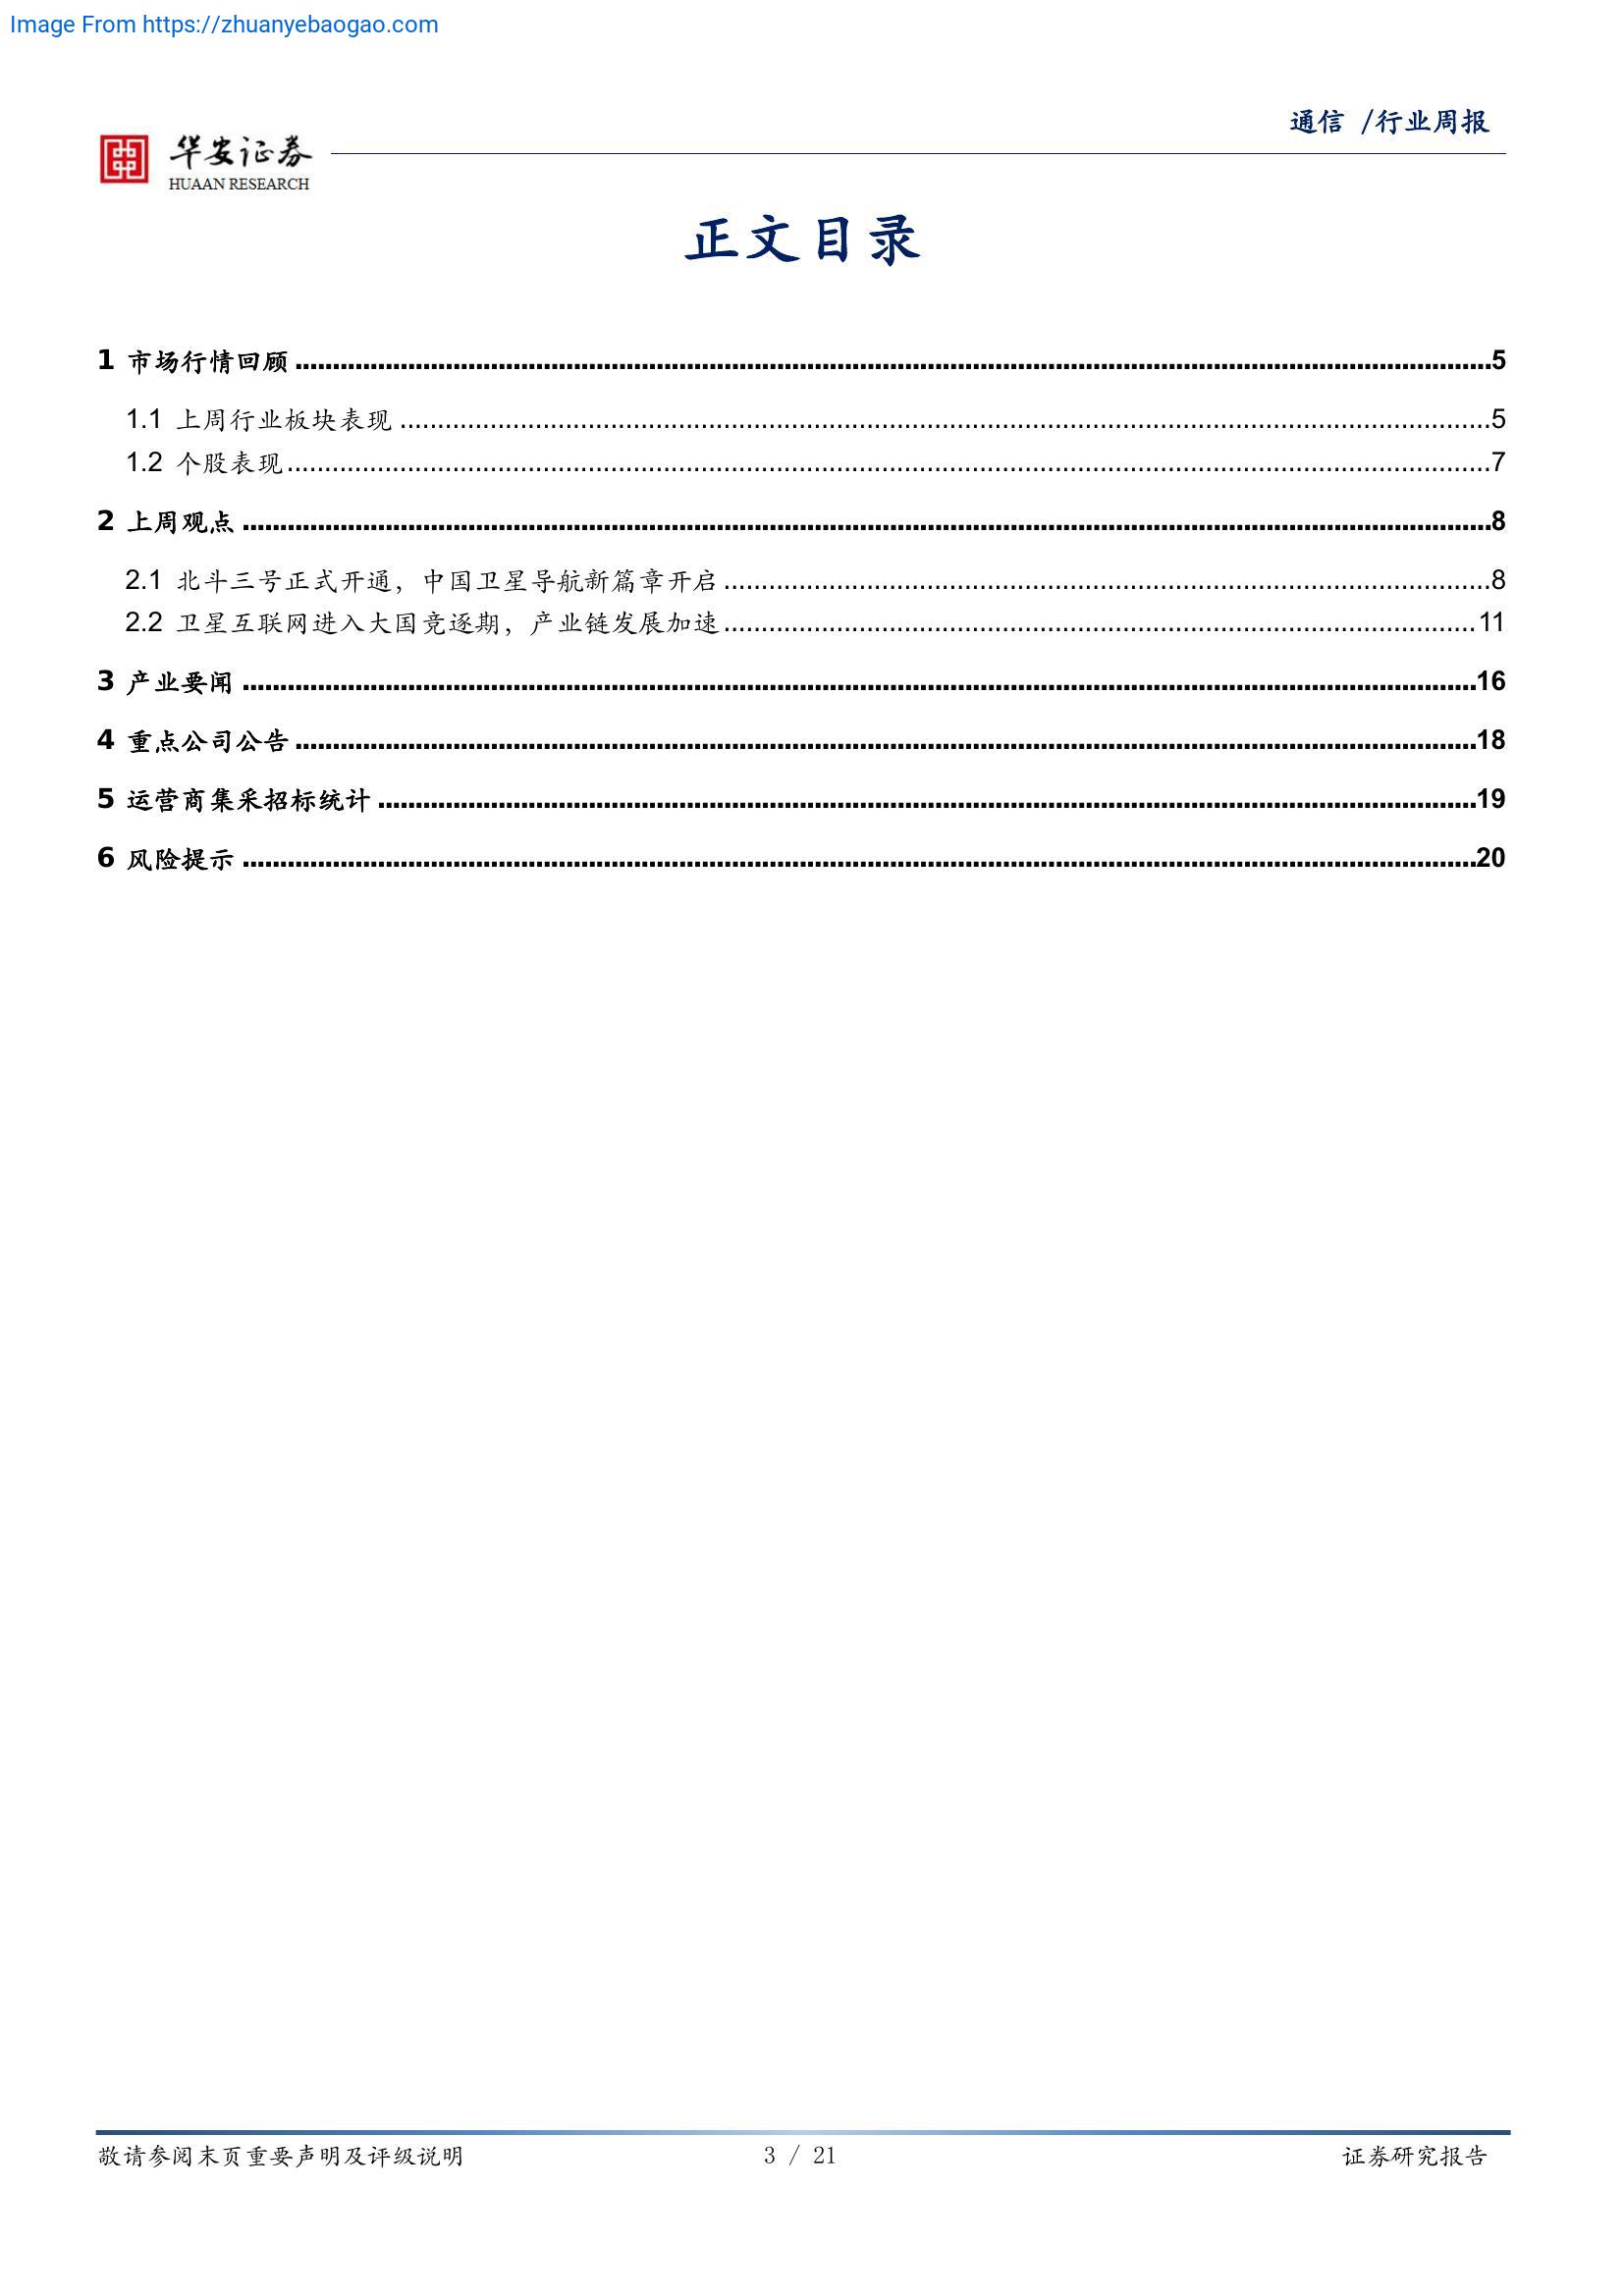 Image From https://zhuanyebaogao.com
通信 /行业周报
华安证券
HUAAN RESEARCH
正文目录
1 市场行情回顾 ........................................................................5
1.1 上周行业板块表现 ........................................................................5
1.2 个股表现........................................................................7
2 上周观点 ........................................................................8
2.1 北斗三号正式开通，中国卫星导航新篇章开启 ........................................................................8
2.2 卫星互联网进入大国竞逐期，产业链发展加速........................................................................11
3 产业要闻 ........................................................................16
4 重点公司公告 ........................................................................18
5 运营商集采招标统计 ........................................................................19
6 风险提示 ........................................................................20
敬请参阅末页重要声明及评级说明
3 / 21
证券研究报告